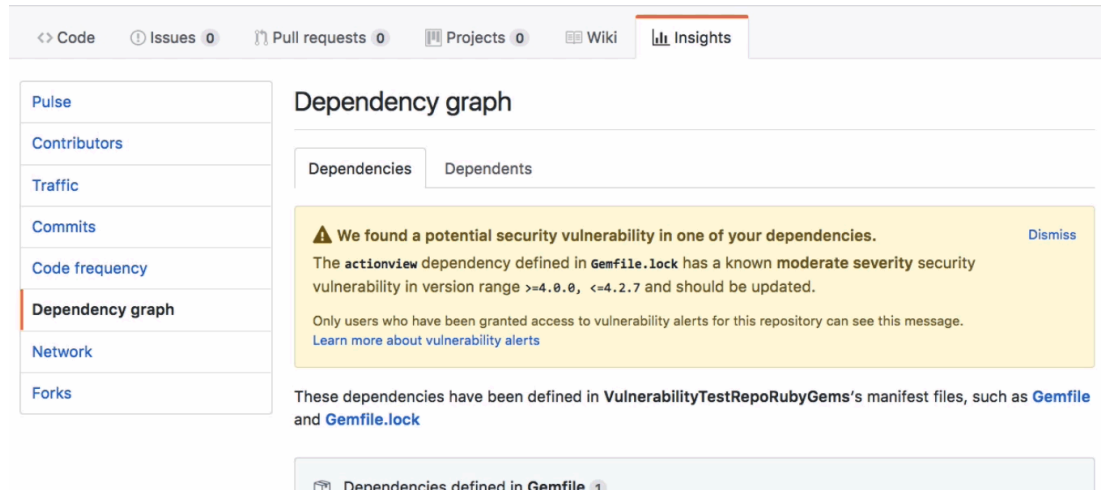 Code Issues 0 Pull requests 0 Projects 0 Wiki Insights
Pulse
Contributors
Traffic
Commits
Code frequency
Dependency graph
Network
Forks
Dependency graph
Dependencies Dependents
We found a potential security vulnerability in one of your dependencies. Dismiss
The actionview dependency defined in Gemfile.lock has a known moderate severity security
vulnerability in version range >=4.0.0, <=4.2.7 and should be updated.
Only users who have been granted access to vulnerability alerts for this repository can see this message.
Learn more about vulnerability alerts
These dependencies have been defined in VulnerabilityTestRepoRubyGems's manifest files, such as Gemfile
and Gemfile.lock
Dependencies defined in Gemfile 1